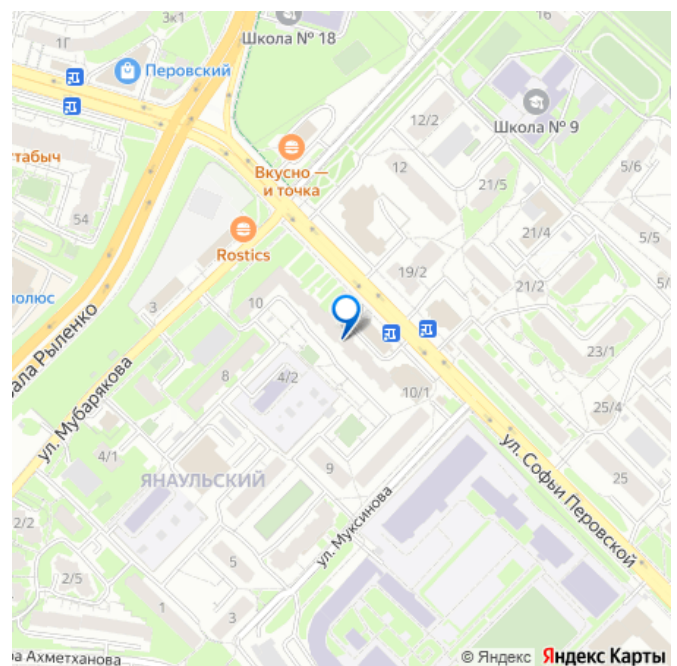 3к1
Школа № 18
16
1Г
Перовский
Школа № 9
12/2
Вкусно —
и точка
12
5/6
табыч
21/5
54
21/4
5/5
Rostics
19/2
21/2
5/
полюс
3
10
ала Рыленко
23/1
ул. Мубарякова
8
4/2
10/1
25/4
ул. Софьи Перовской
4/1
9
25
ЯНАУЛЬСКИЙ
ул. Муксинова
2/2
5
2/5
1
3
ра Ахметханова
© Яндекс Яндекс Карты